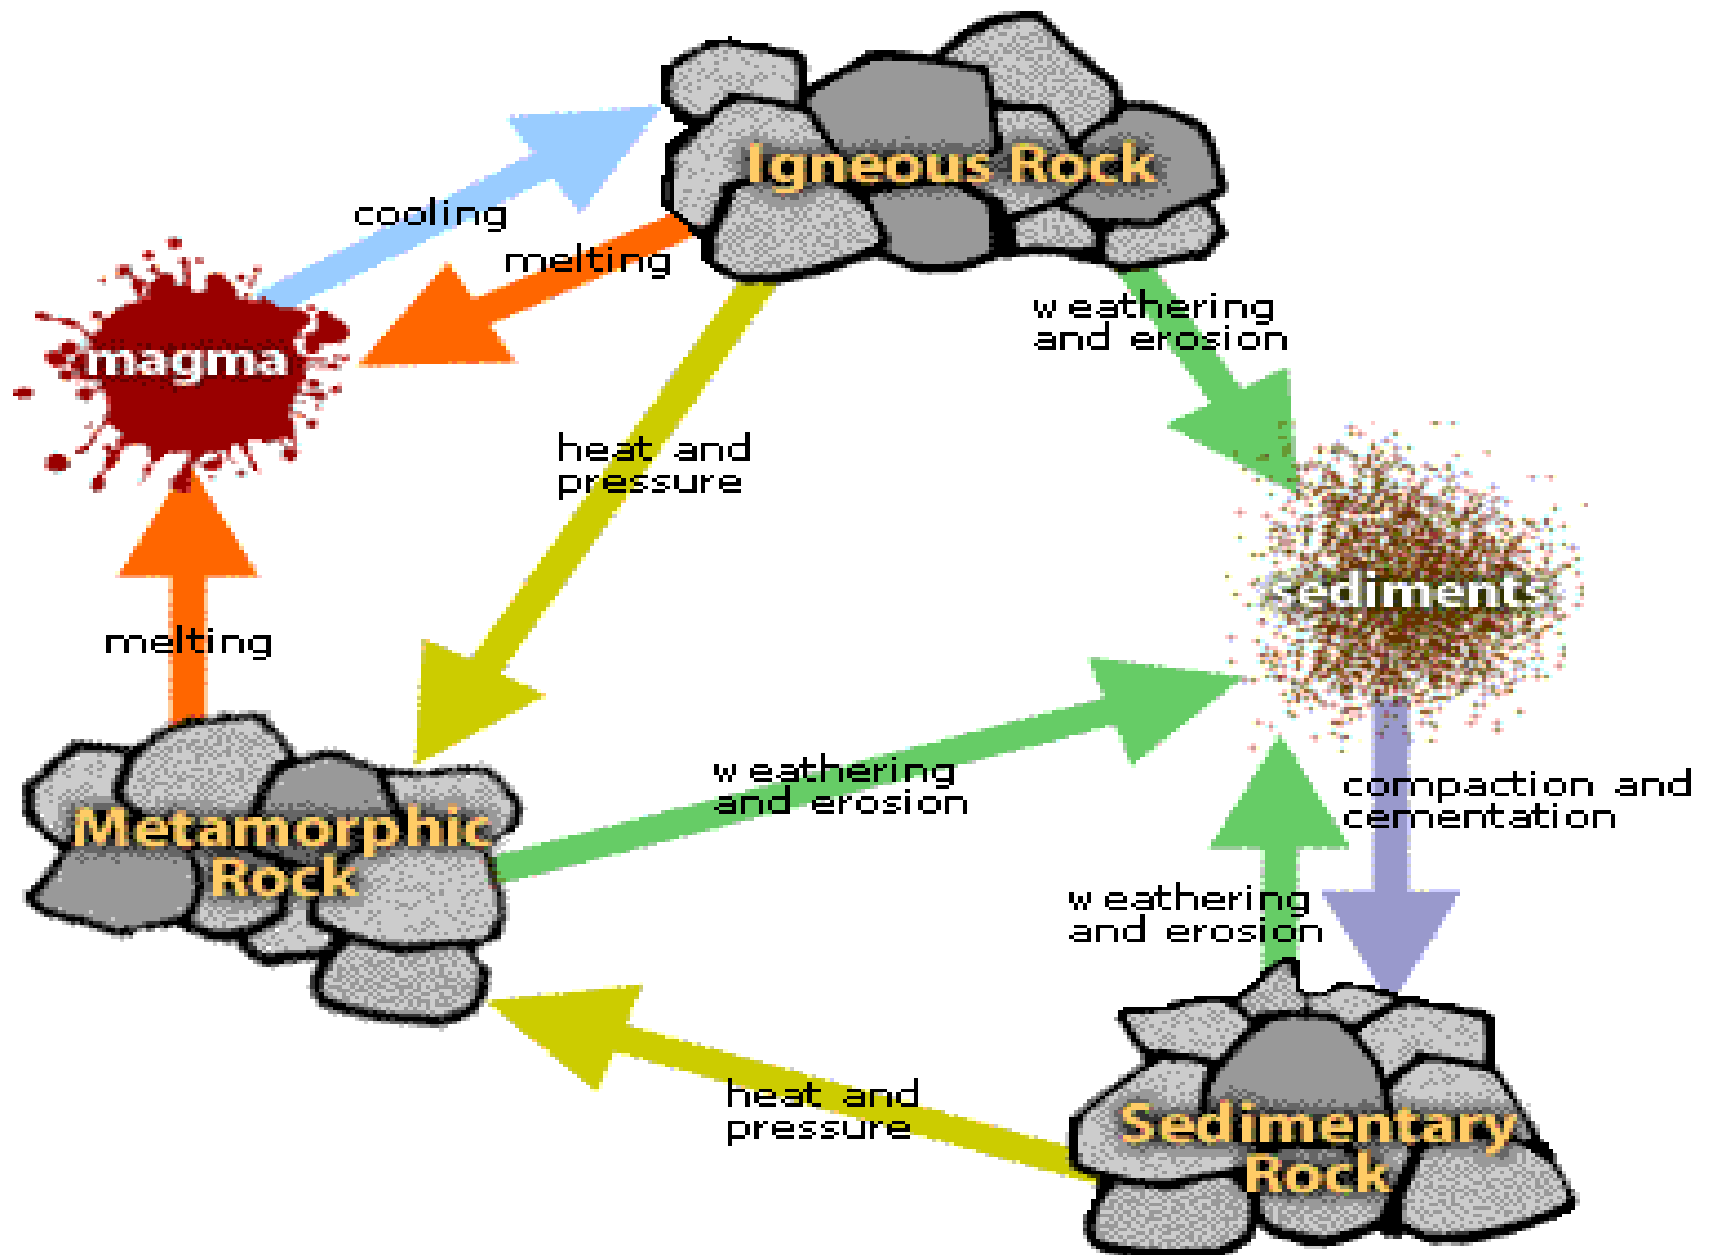 Igneous Rock
cooling
melting
weathering
and erosion
magma
heat and
pressure
sediments
melting
weathering
and erosion
compaction and
cementation
Metamorphic
Rock
weathering
and erosion
heat and
pressure
Sedimentary
Rock